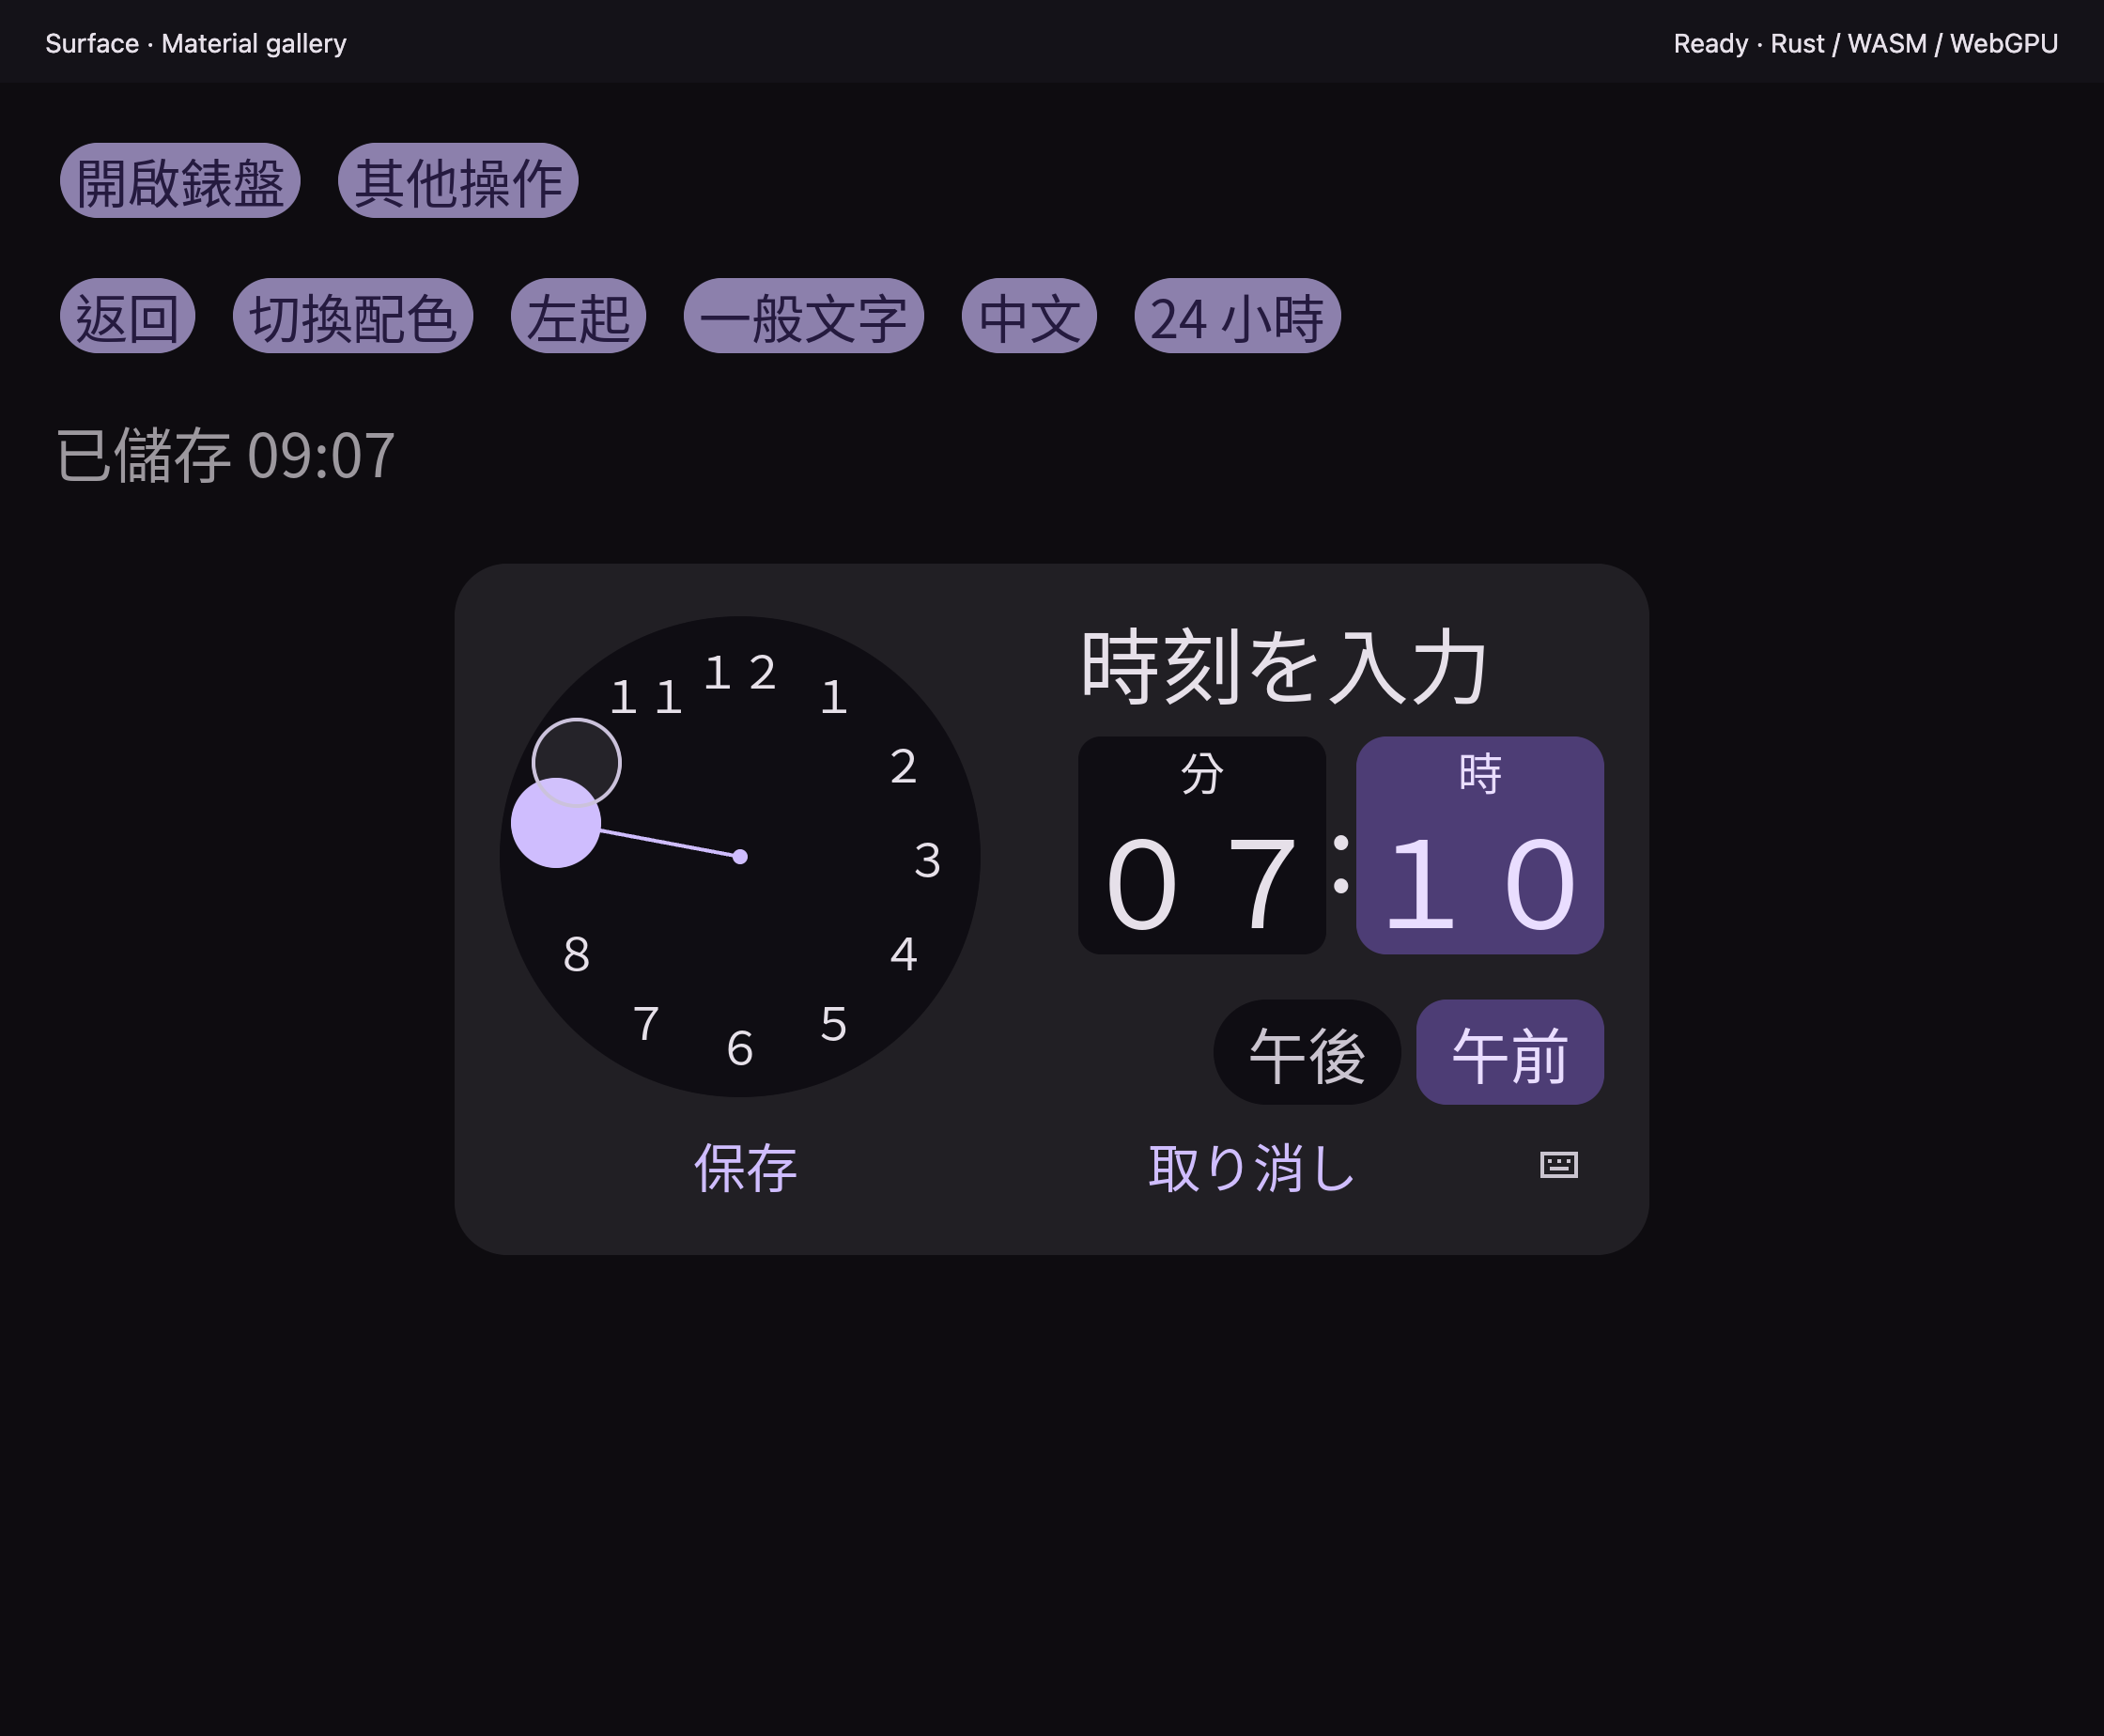 Surface · Material gallery
Ready · Rust / WASM / WebGPU
開啟錶盤
其他操作
返回
切換配色
左起
一般文字
中文
24 小時
已儲存 09:07
時刻を入力
分
時
07:10
午後
午前
12
11
1
2
3
4
8
7
5
6
保存
取り消し